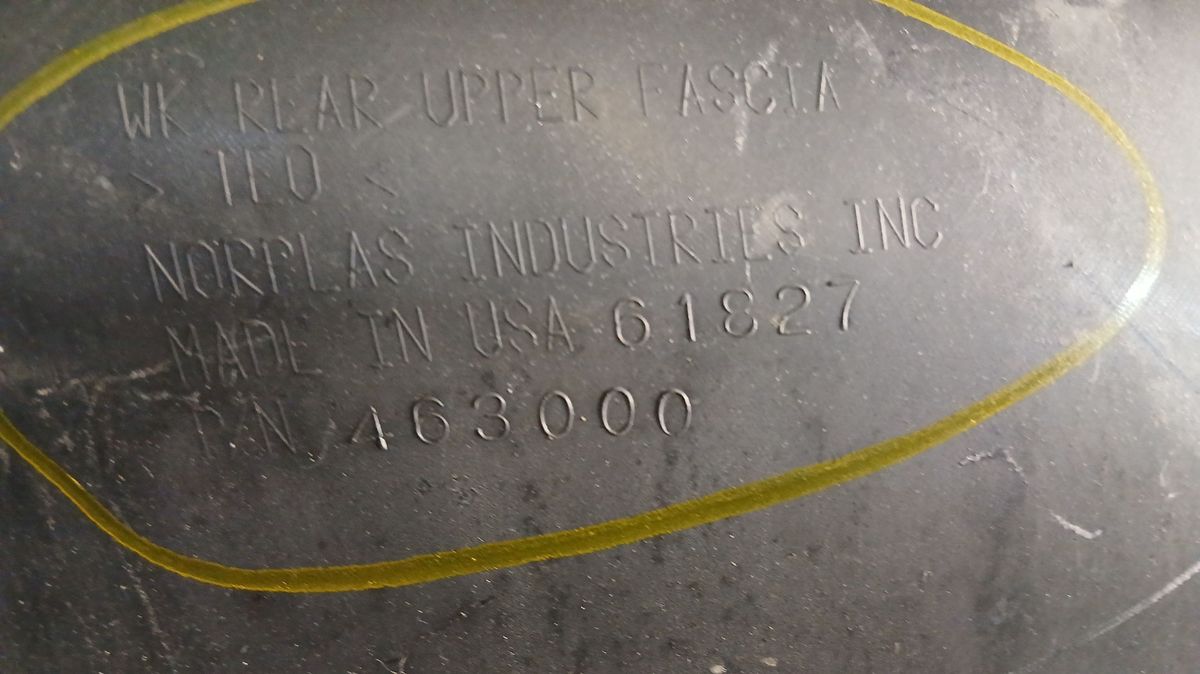 WK REAR UPPER FASCIA
> TEO <
NORPLAS INDUSTRIES INC
MADE IN USA 61827
P.N. 463000